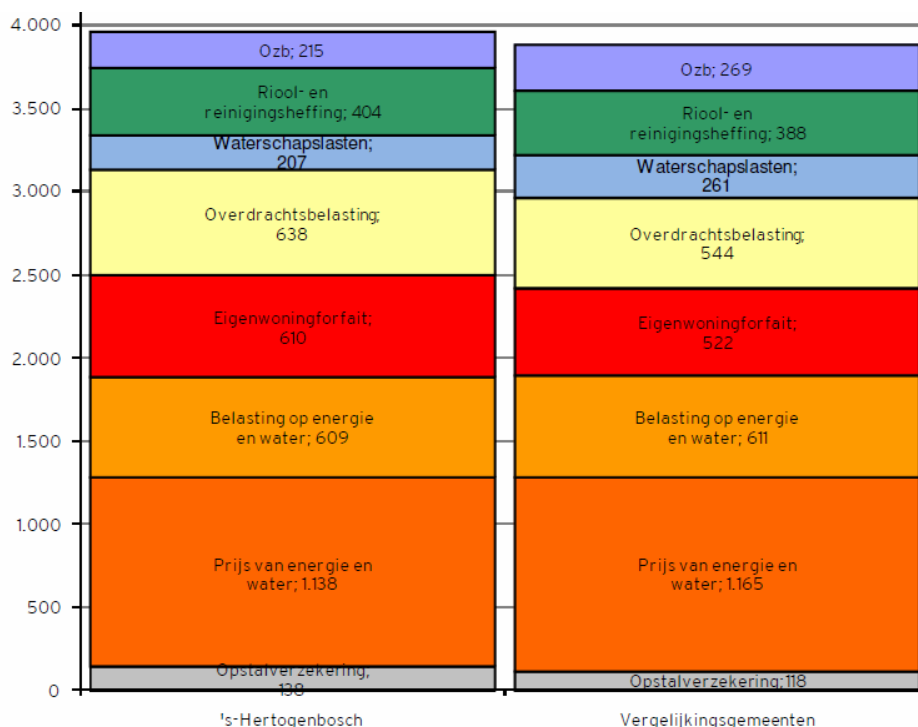 4.000
3.500
3.000
2.500
2.000
1.500
1.000
500
0
Ozb; 215
Riool- en
reinigingsheffing; 404
Waterschapslasten;
207
Overdrachtsbelasting;
638
Eigenwoningforfait;
610
Belasting op energie
en water; 609
Prijs van energie en
water; 1.138
Opstalverzekering;
138
Ozb; 269
Riool- en
reinigingsheffing; 388
Waterschapslasten;
261
Overdrachtsbelasting;
544
Eigenwoningforfait;
522
Belasting op energie
en water; 611
Prijs van energie en
water; 1.165
Opstalverzekering; 118
's-Hertogenbosch
Vergelijkingsgemeenten